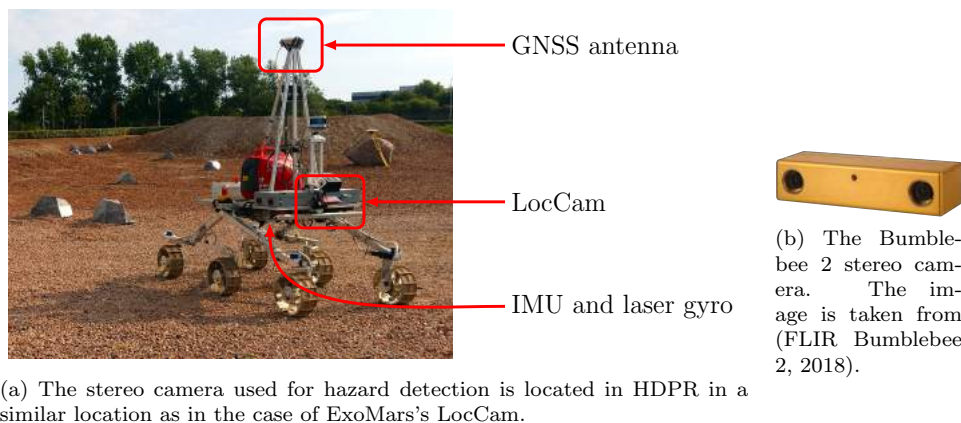 GNSS antenna
LocCam
IMU and laser gyro
(a) The stereo camera used for hazard detection is located in HDPR in a
similar location as in the case of ExoMars's LocCam.
(b) The Bumble-
bee 2 stereo cam-
era. The im-
age is taken from
(FLIR Bumblebee
2, 2018).